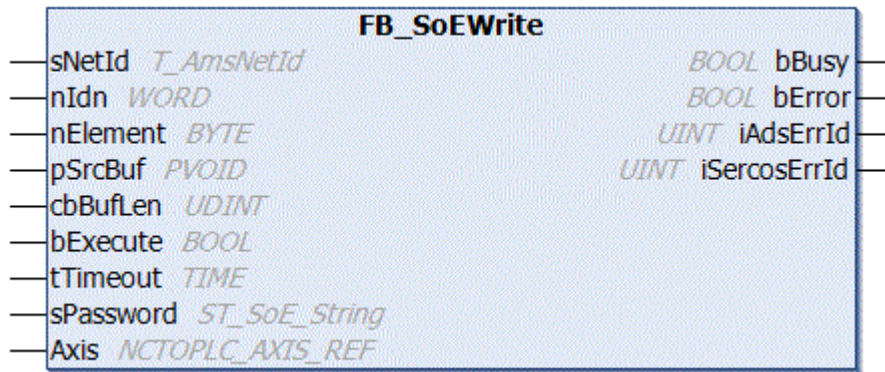 FB_SoEWrite
sNetId T_AmsNetId BOOL bBusy
nIdn WORD BOOL bError
nElement BYTE UINT iAdsErrId
pSrcBuf PVOID UINT iSercosErrId
cbBufLen UDINT
bExecute BOOL
tTimeout TIME
sPassword ST_SoE_String
Axis NCTOPLC_AXIS_REF